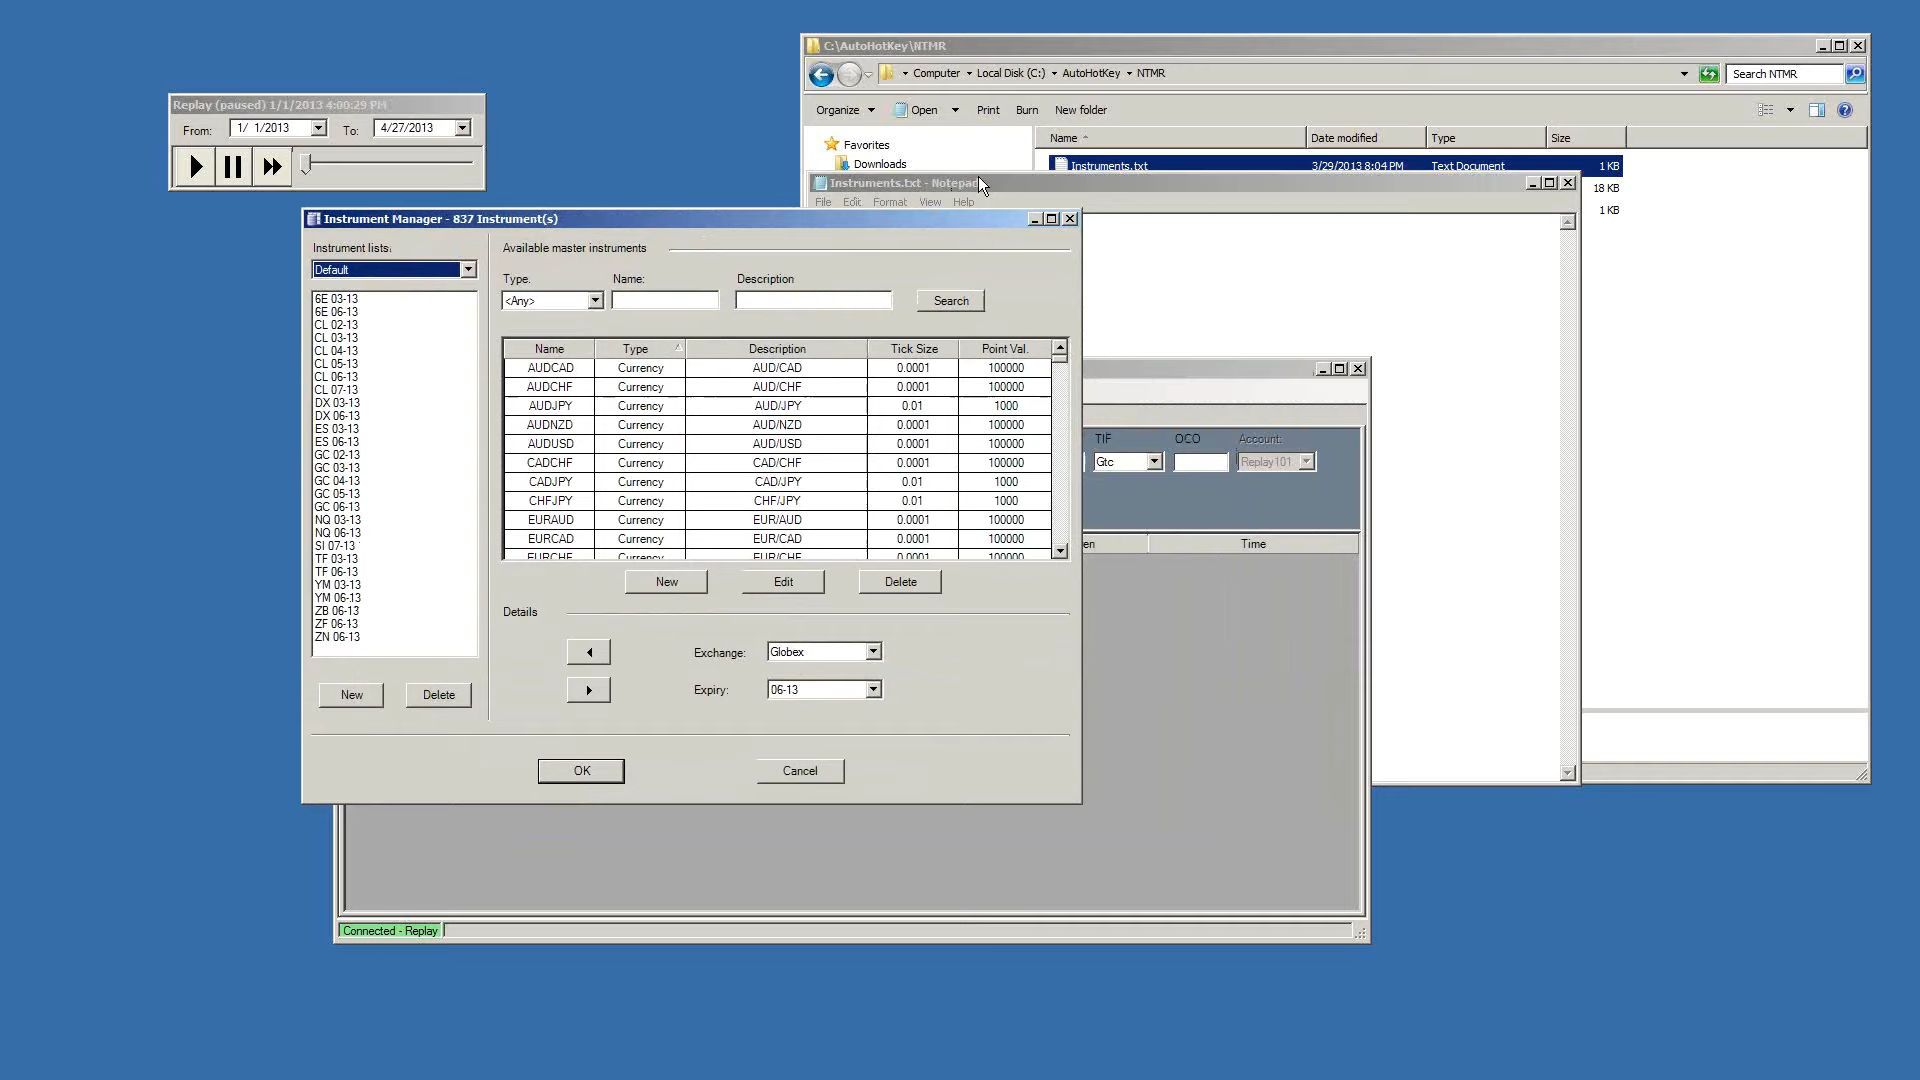 C:\AutoHotKey\NTMR
Computer Local Disk (C:) AutoHotKey NTMR
Search NTMR
Organize Open Print Burn New folder
Favorites
Downloads
Name Date modified Type Size
Instruments.txt 3/29/2013 8:04 PM Text Document 1 KB
18 KB
1 KB
Replay (paused) 1/1/2013 4:00:29 PM
From: 1/ 1/2013 To: 4/27/2013
Instruments.txt - Notepad
File Edit Format View Help
Instrument Manager - 837 Instrument(s)
Instrument lists:
Default
6E 03-13
6E 06-13
CL 02-13
CL 03-13
CL 04-13
CL 05-13
CL 06-13
CL 07-13
DX 03-13
DX 06-13
ES 03-13
ES 06-13
GC 02-13
GC 03-13
GC 04-13
GC 05-13
GC 06-13
NQ 03-13
NQ 06-13
SI 07-13
TF 03-13
TF 06-13
YM 03-13
YM 06-13
ZB 06-13
ZF 06-13
ZN 06-13
New Delete
Available master instruments
Type. Name: Description
<Any> Search
Name Type Description Tick Size Point Val.
AUDCAD Currency AUD/CAD 0.0001 100000
AUDCHF Currency AUD/CHF 0.0001 100000
AUDJPY Currency AUD/JPY 0.01 1000
AUDNZD Currency AUD/NZD 0.0001 100000
AUDUSD Currency AUD/USD 0.0001 100000
CADCHF Currency CAD/CHF 0.0001 100000
CADJPY Currency CAD/JPY 0.01 1000
CHFJPY Currency CHF/JPY 0.01 1000
EURAUD Currency EUR/AUD 0.0001 100000
EURCAD Currency EUR/CAD 0.0001 100000
EURCHF Currency EUR/CHF 0.0001 100000
New Edit Delete
Details
Exchange: Globex
Expiry: 06-13
OK Cancel
TIF OCO Account:
Gtc Replay101
en Time
Connected - Replay